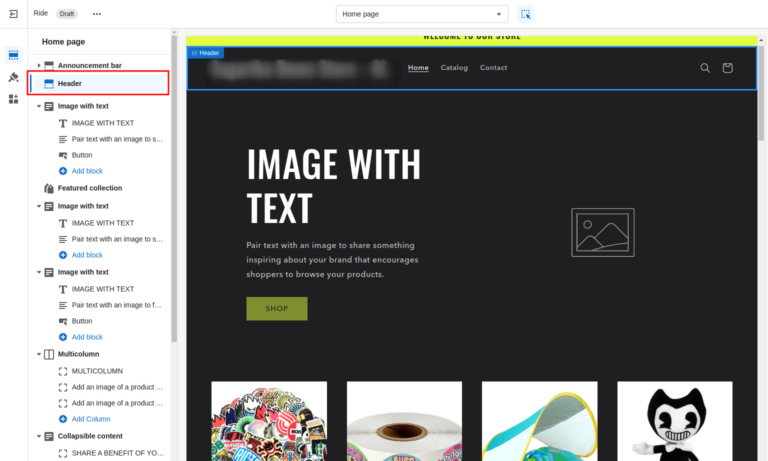 Ride
Draft
Home page
Home page
Announcement bar
Header
Image with text
IMAGE WITH TEXT
Pair text with an image to s...
Button
Add block
Featured collection
Image with text
IMAGE WITH TEXT
Pair text with an image to s...
Add block
Image with text
IMAGE WITH TEXT
Pair text with an image to f...
Button
Add block
Multicolumn
MULTICOLUMN
Add an image of a product ...
Add an image of a product ...
Add Column
Collapsible content
SHARE A BENEFIT OF YO...
WELCOME TO OUR STORE
Header
Home
Catalog
Contact
IMAGE WITH
TEXT
Pair text with an image to share something
inspiring about your brand that encourages
shoppers to browse your products.
SHOP